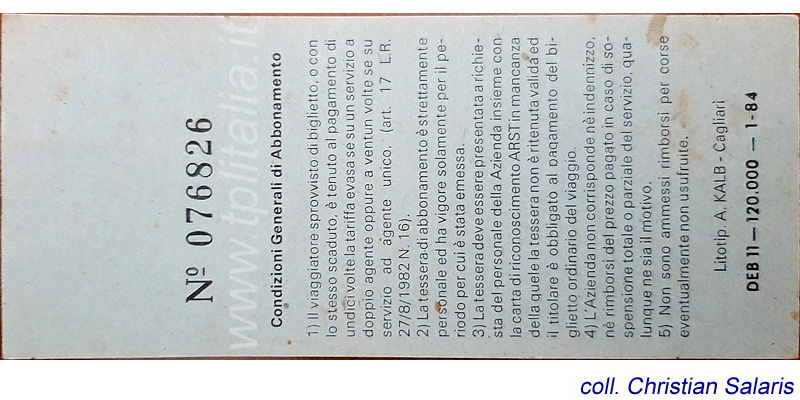 Nº 076826
www.tplitalia.it
Condizioni Generali di Abbonamento
1) Il viaggiatore sprovvisto di biglietto, o con
lo stesso scaduto, è tenuto al pagamento di
undici volte la tariffa evasa se su un servizio a
doppio agente oppure a ventun volte se su
servizio ad agente unico. (art. 17 L.R.
27/8/1982 N. 16).
2) La tessera di abbonamento è strettamente
personale ed ha vigore solamente per il pe-
riodo per cui è stata emessa.
3) La tessera deve essere presentata a richie-
sta del personale della Azienda insieme con
la carta di riconoscimento ARST in mancanza
della quele la tessera non è ritenuta valida ed
il titolare è obbligato al pagamento del bi-
glietto ordinario del viaggio.
4) L'Azienda non corrisponde nè indennizzo,
nè rimborsi del prezzo pagato in caso di so-
spensione totale o parziale del servizio, qua-
lunque ne sia il motivo.
5) Non sono ammessi rimborsi per corse
eventualmente non usufruite.
Litotip. A. KALB - Cagliari
DEB 11 – 120.000 – 1-84
coll. Christian Salaris